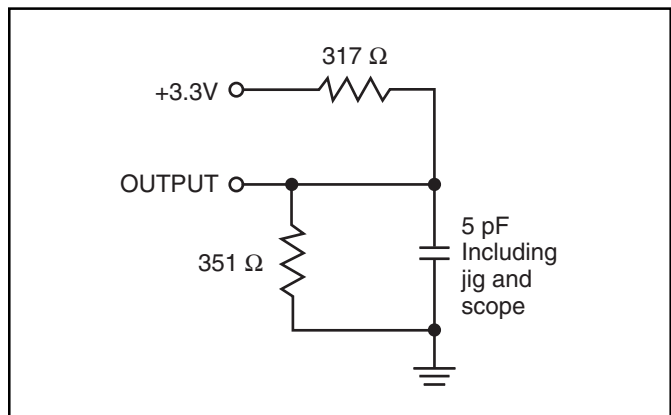 317 Ω
+3.3V
OUTPUT
351 Ω
5 pF
Including
jig and
scope